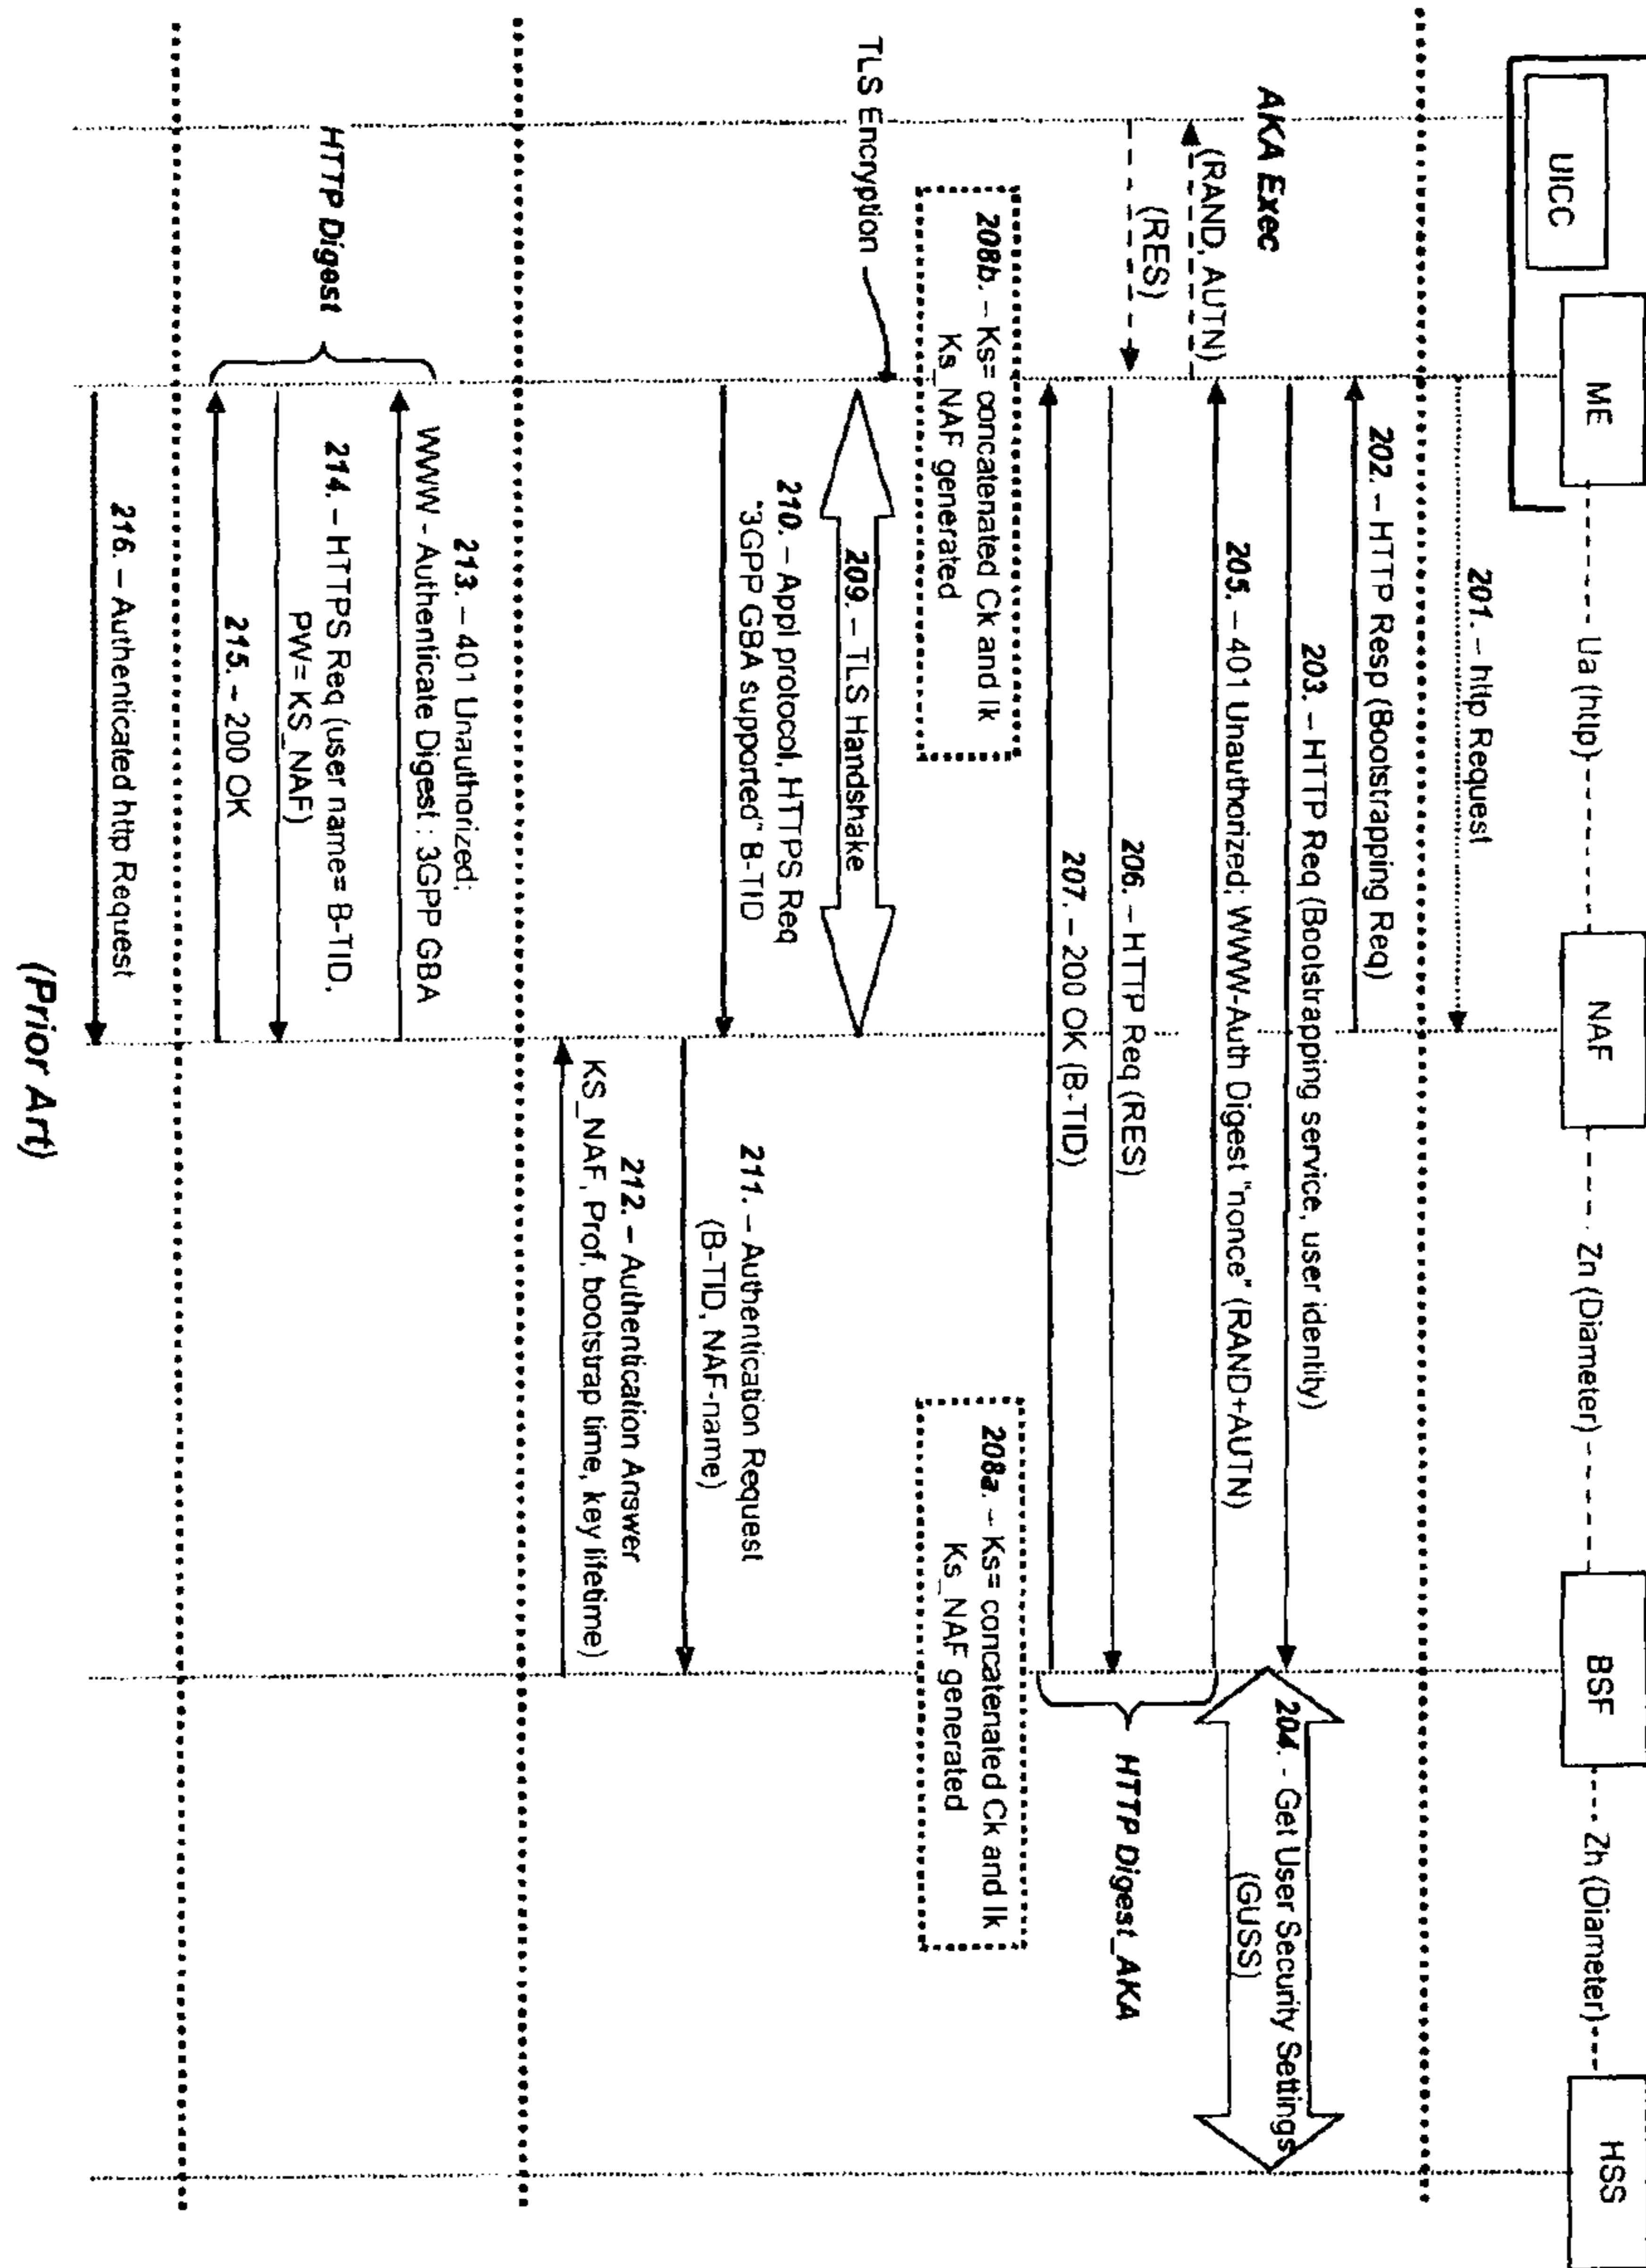 UICC
ME
---- Ua (http) ----
NAF
---- Zn (Diameter) ----
BSF
---- Zh (Diameter) ----
HSS
201. – http Request
202. – HTTP Resp (Bootstrapping Req)
203. – HTTP Req (Bootstrapping service, user identity)
204. - Get User Security Settings
(GUSS)
AKA Exec
(RAND, AUTN)
(RES)
205. – 401 Unauthorized; WWW-Auth Digest "nonce" (RAND+AUTN)
206. – HTTP Req (RES)
207. – 200 OK (B-TID)
HTTP Digest_AKA
208b. – Ks= concatenated Ck and Ik
Ks_NAF generated
208a. – Ks= concatenated Ck and Ik
Ks_NAF generated
TLS Encryption
209. – TLS Handshake
210. – Appl protocol, HTTPS Req
"3GPP GBA supported" B-TID
211. – Authentication Request
(B-TID, NAF-name)
212. – Authentication Answer
KS_NAF, Prof, bootstrap time, key lifetime)
213. – 401 Unauthorized:
WWW - Authenticate Digest : 3GPP GBA
HTTP Digest
214. – HTTPS Req (user name= B-TID,
PW= KS_NAF)
215. – 200 OK
216. – Authenticated http Request
(Prior Art)